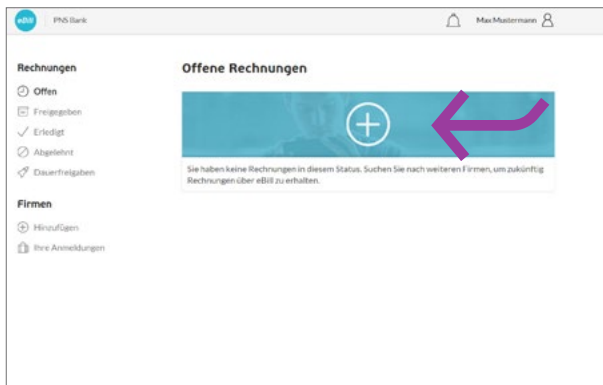 eBill PNS Bank Max Mustermann
Rechnungen
Offen
Freigegeben
Erledigt
Abgelehnt
Dauerfreigaben
Firmen
Hinzufügen
Ihre Anmeldungen
Offene Rechnungen
Sie haben keine Rechnungen in diesem Status. Suchen Sie nach weiteren Firmen, um zukünftig
Rechnungen über eBill zu erhalten.